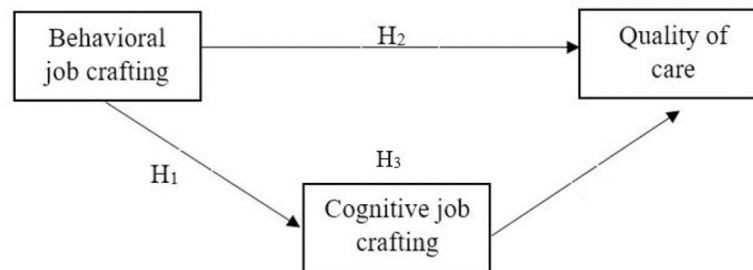 Behavioral
job crafting
H₂
Quality of
care
H₁
H₃
Cognitive job
crafting